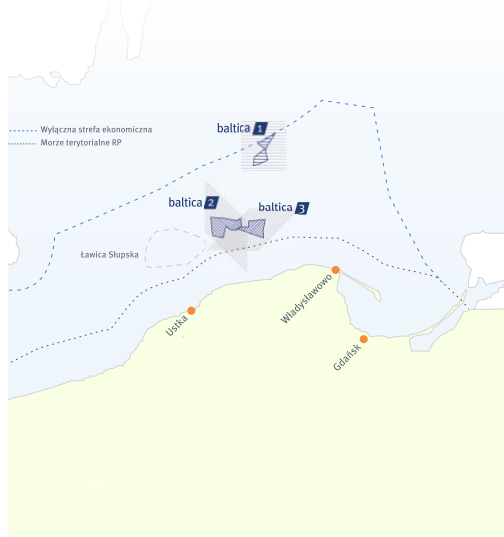 baltica 1
Wyłączna strefa ekonomiczna
Morze terytorialne RP
baltica 2
baltica 3
Ławica Słupska
Władysławowo
Ustka
Gdańsk